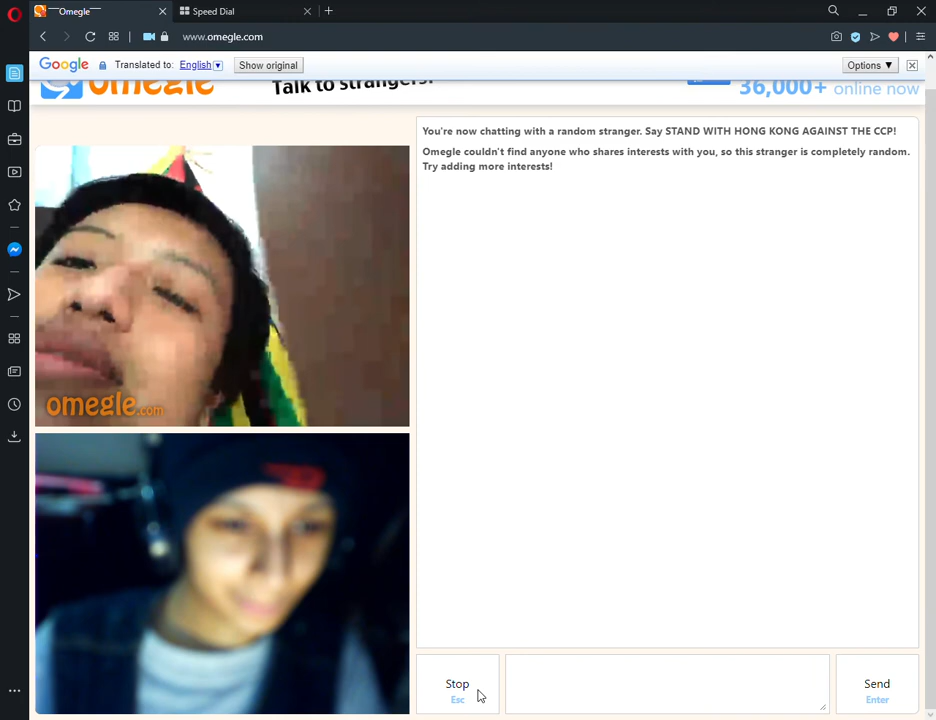 Omegle
Speed Dial
www.omegle.com
Google Translated to: English▼ Show original Options ▼
omegle Talk to strangers! 36,000+ online now
You're now chatting with a random stranger. Say STAND WITH HONG KONG AGAINST THE CCP!
Omegle couldn't find anyone who shares interests with you, so this stranger is completely random.
Try adding more interests!
omegle.com
Stop
Esc
Send
Enter